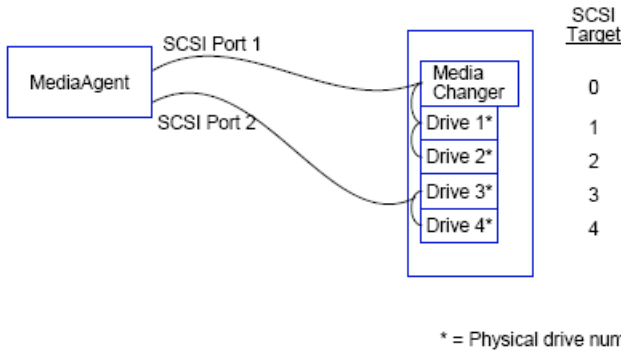 SCSI
Target
SCSI Port 1
MediaAgent
Media
Changer
0
SCSI Port 2
Drive 1*
1
Drive 2*
2
Drive 3*
3
Drive 4*
4
* = Physical drive num